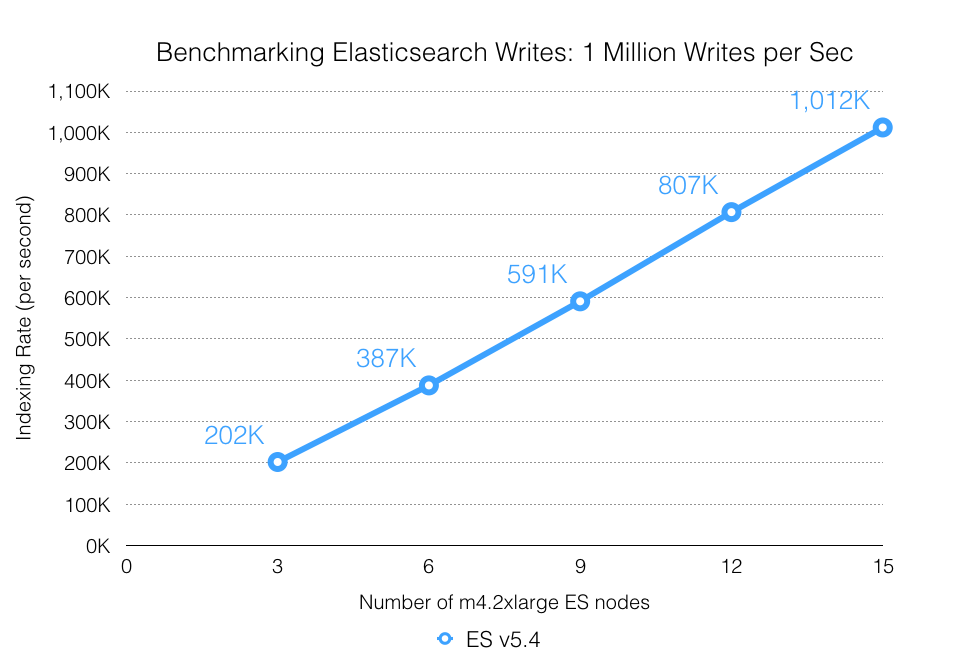 Benchmarking Elasticsearch Writes: 1 Million Writes per Sec
1,100K
1,012K
1,000K
900K
807K
800K
700K
591K
600K
500K
387K
400K
300K
202K
200K
100K
0K
0 3 6 9 12 15
Indexing Rate (per second)
Number of m4.2xlarge ES nodes
ES v5.4